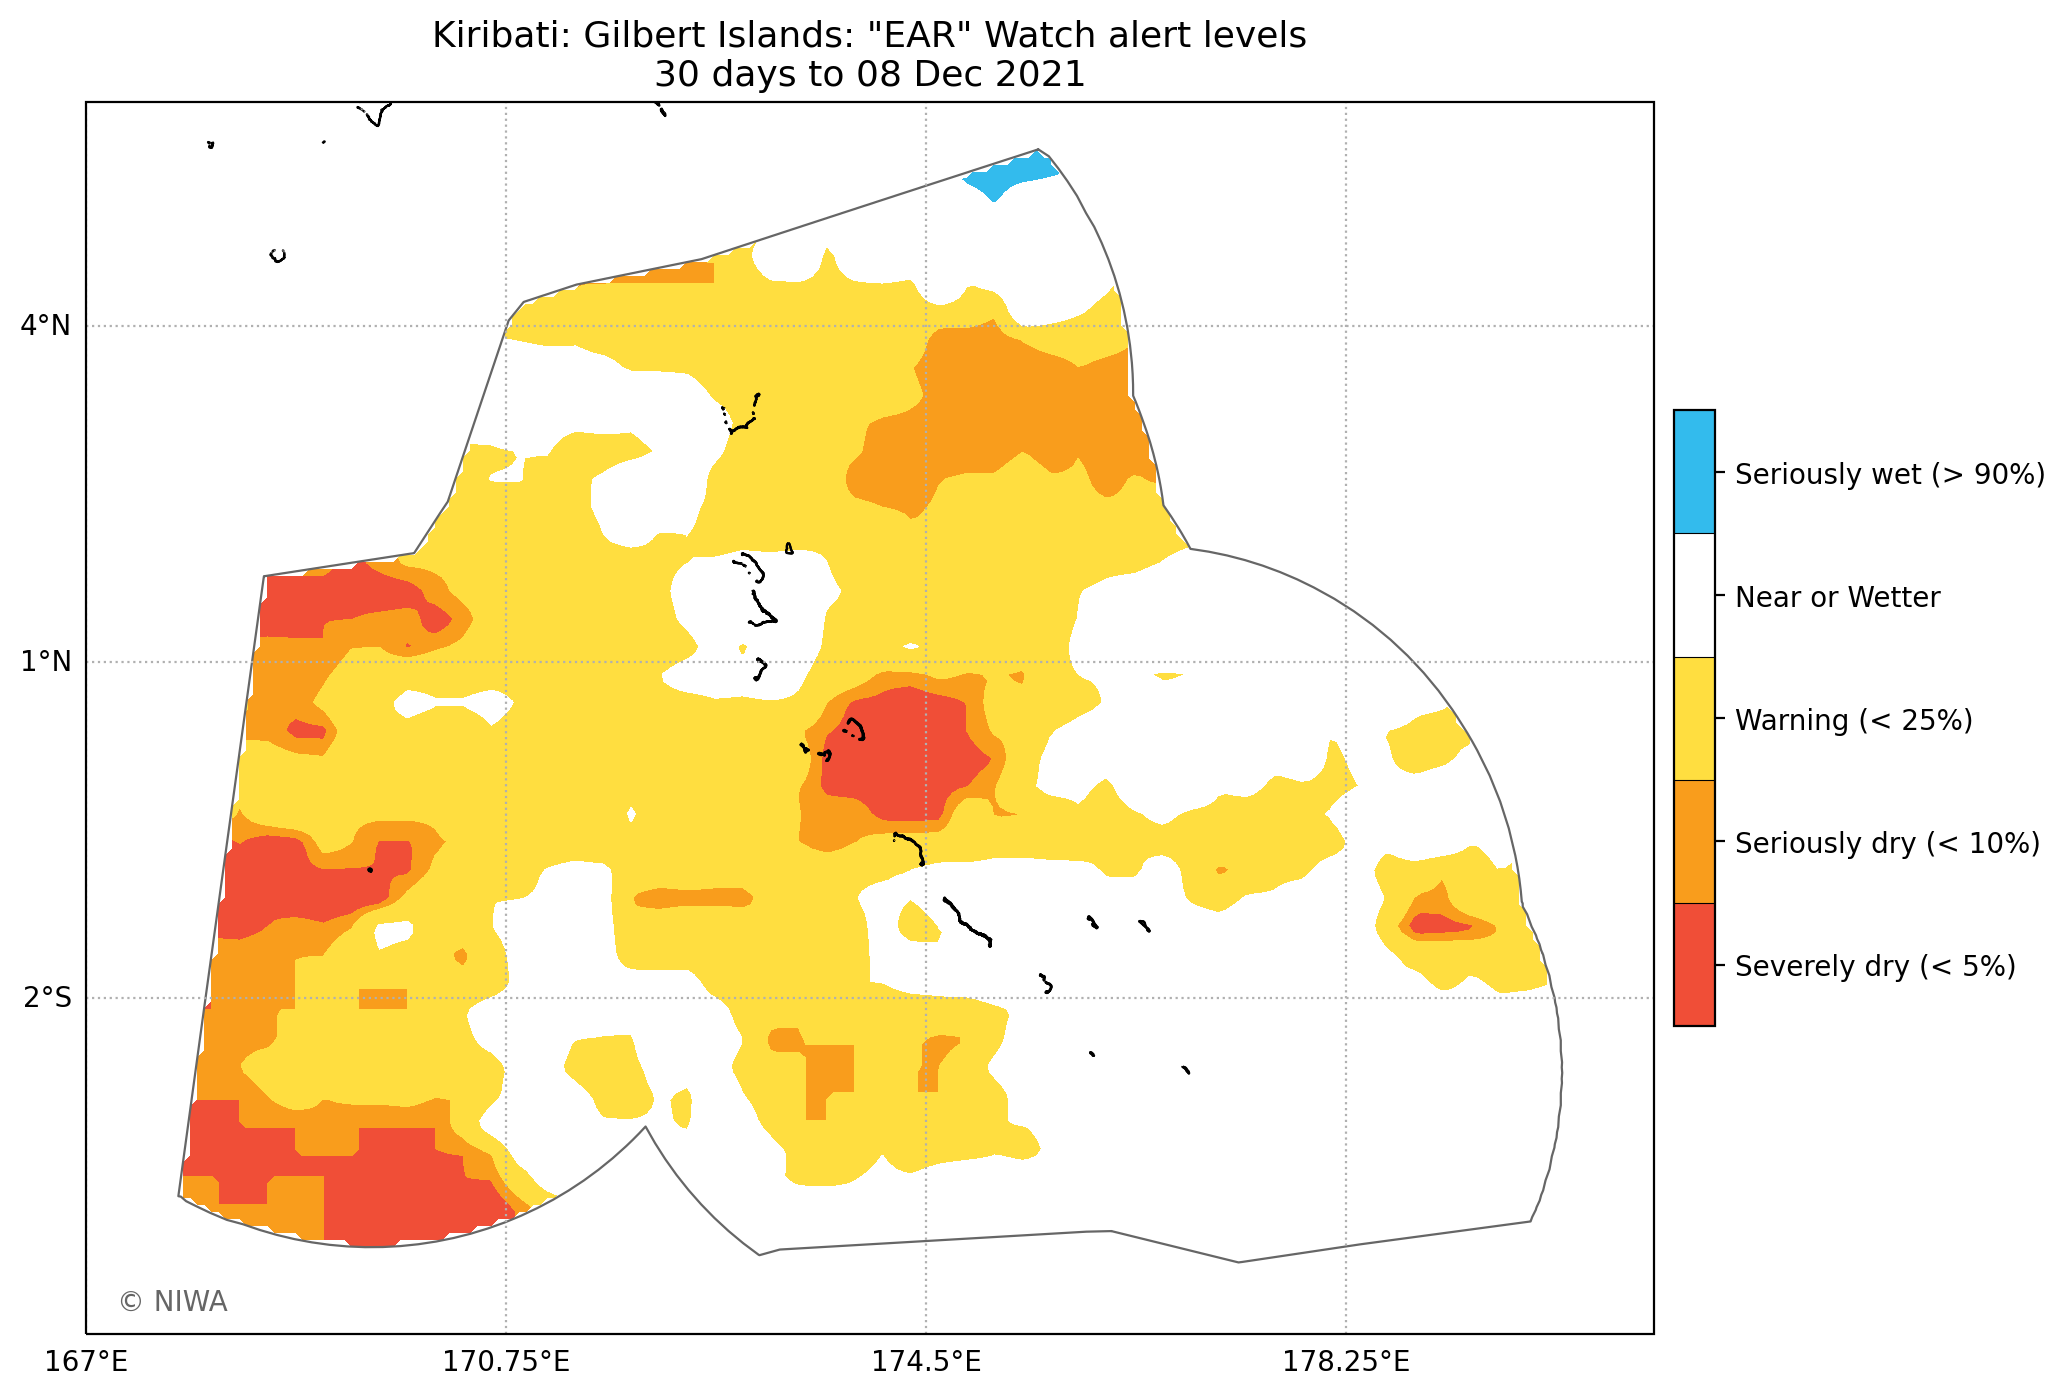 Kiribati: Gilbert Islands: "EAR" Watch alert levels
30 days to 08 Dec 2021
4°N
1°N
2°S
167°E
170.75°E
174.5°E
178.25°E
Seriously wet (> 90%)
Near or Wetter
Warning (< 25%)
Seriously dry (< 10%)
Severely dry (< 5%)
© NIWA